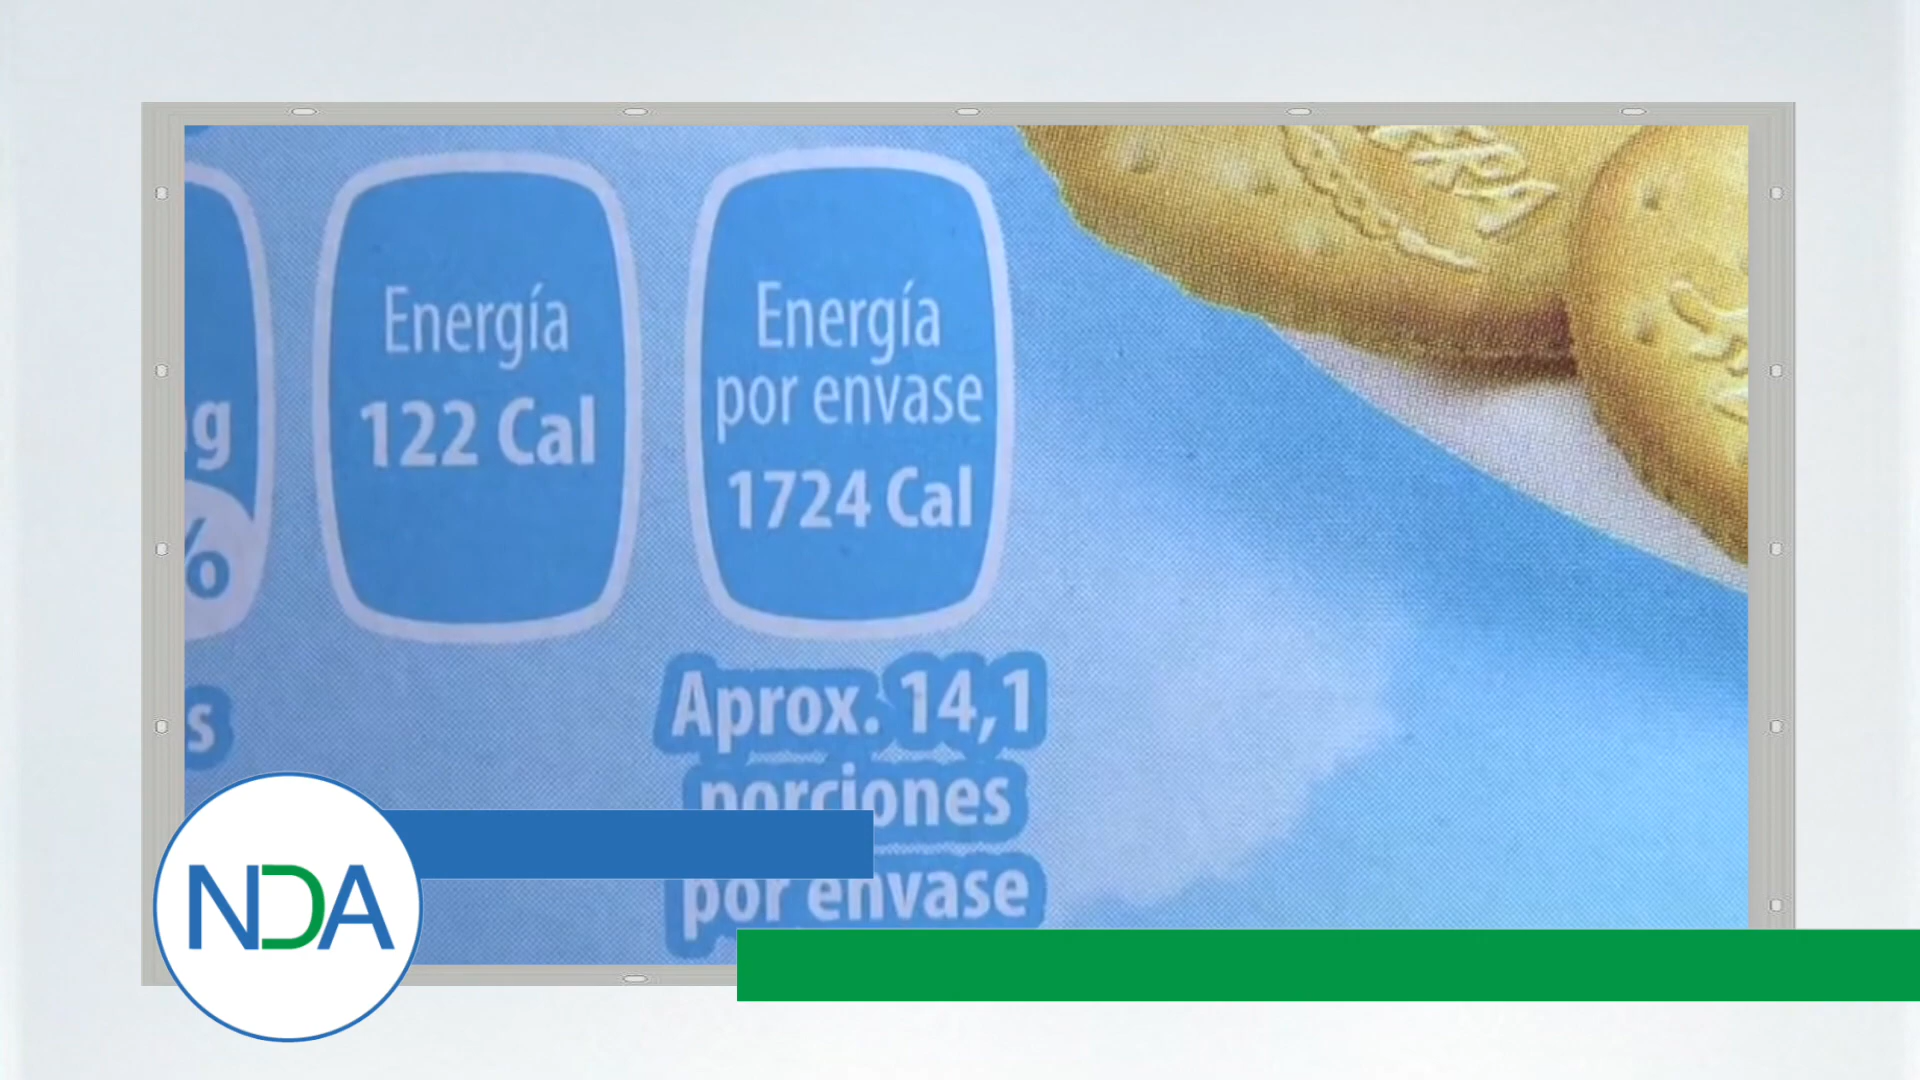 g
%
s
Energía
122 Cal
Energía
por envase
1724 Cal
Aprox. 14,1
porciones
por envase
NDA